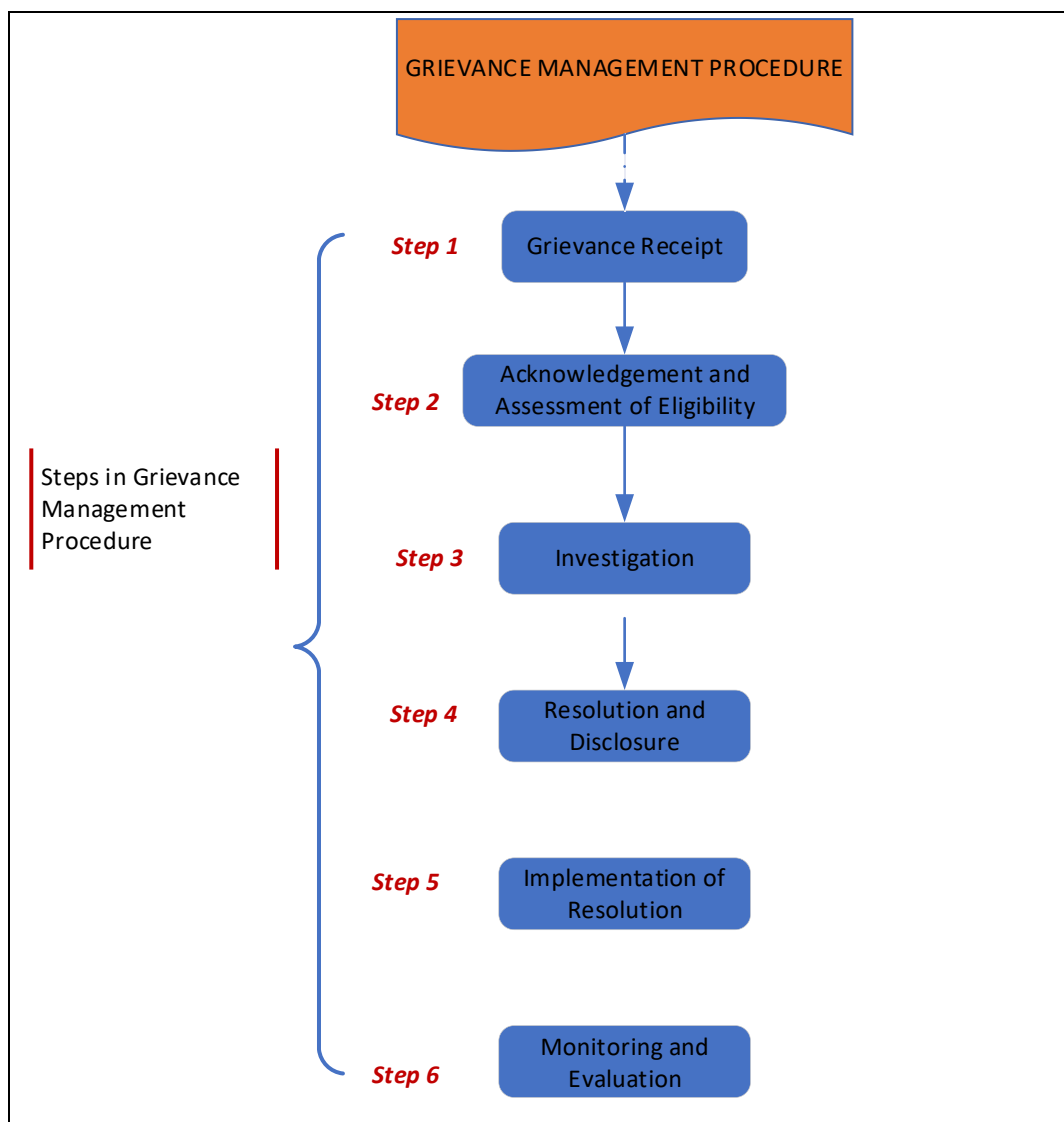 GRIEVANCE MANAGEMENT PROCEDURE
Step 1
Grievance Receipt
Step 2
Acknowledgement and
Assessment of Eligibility
Steps in Grievance
Management
Procedure
Step 3
Investigation
Step 4
Resolution and
Disclosure
Step 5
Implementation of
Resolution
Step 6
Monitoring and
Evaluation